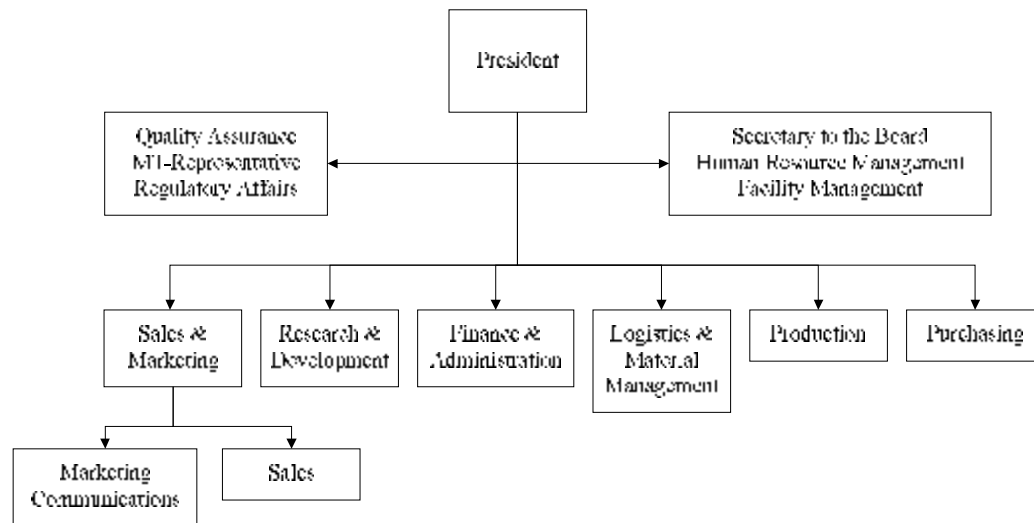 President
Quality Assurance
MT-Representative
Regulatory Affairs
Secretary to the Board
Human Resource Management
Facility Management
Sales &
Marketing
Research &
Development
Finance &
Administration
Logistics &
Material
Management
Production
Purchasing
Marketing
Communications
Sales